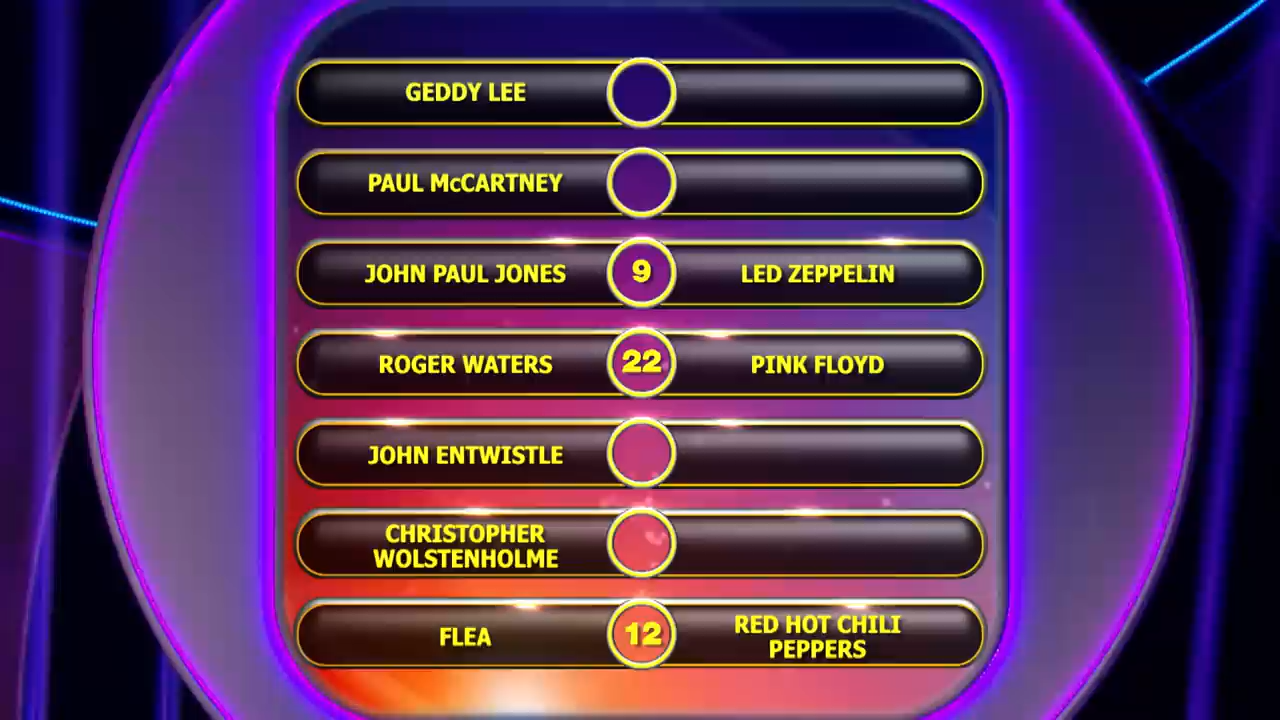 GEDDY LEE
PAUL McCARTNEY
JOHN PAUL JONES 9 LED ZEPPELIN
ROGER WATERS 22 PINK FLOYD
JOHN ENTWISTLE
CHRISTOPHER
WOLSTENHOLME
FLEA 12 RED HOT CHILI
PEPPERS